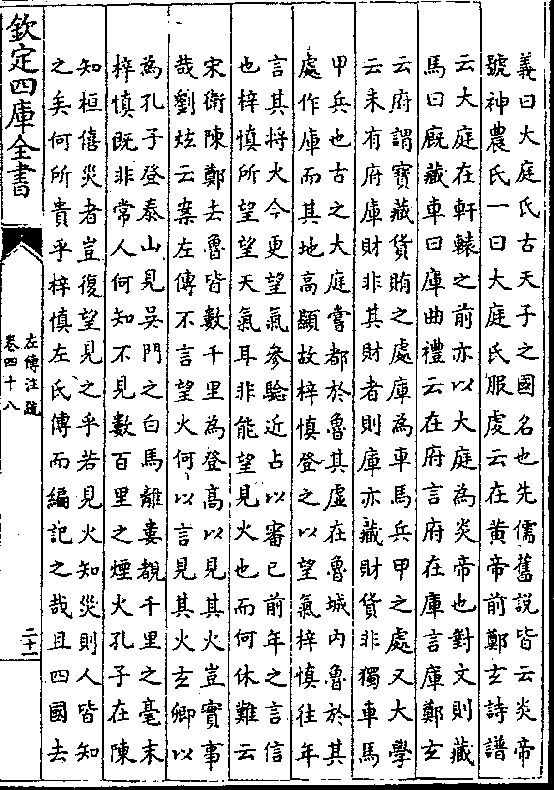 義曰大庭氏古天子之國名也先儒舊說皆云炎帝
號神農氏一曰大庭氏服虔云在黃帝前鄭玄詩譜
云大庭在軒轅之前亦以大庭為炎帝也對文則藏
馬曰廐藏車曰庫曲禮云在府言府在庫言庫鄭玄
云府謂寶藏貨賄之處庫為車馬兵甲之處又大學
云未有府庫財非其財者則庫亦藏財貨非獨車馬
甲兵也古之大庭嘗都於魯其虛在魯城內魯於其
處作庫而其地高顯故梓慎登之以望氣梓慎往年
言其將火今更望氣參驗近占以審已前年之言信
也梓慎所望望天氣耳非能望見火也而何休難云
宋衛陳鄭去魯皆數千里為登高以見其火豈實事
哉劉炫云案左傳不言望火何以言見其火玄卿以
為孔子登泰山見吳門之白馬離婁覩千里之毫末
梓慎既非常人何知不見數百里之煙火孔子在陳
知桓僖災者豈復望見之乎若見火知災則人皆知
之矣何所貴乎梓慎左氏傳而編記之哉且四國去
欽定四庫全書
左傳注疏
卷四十八
二十一